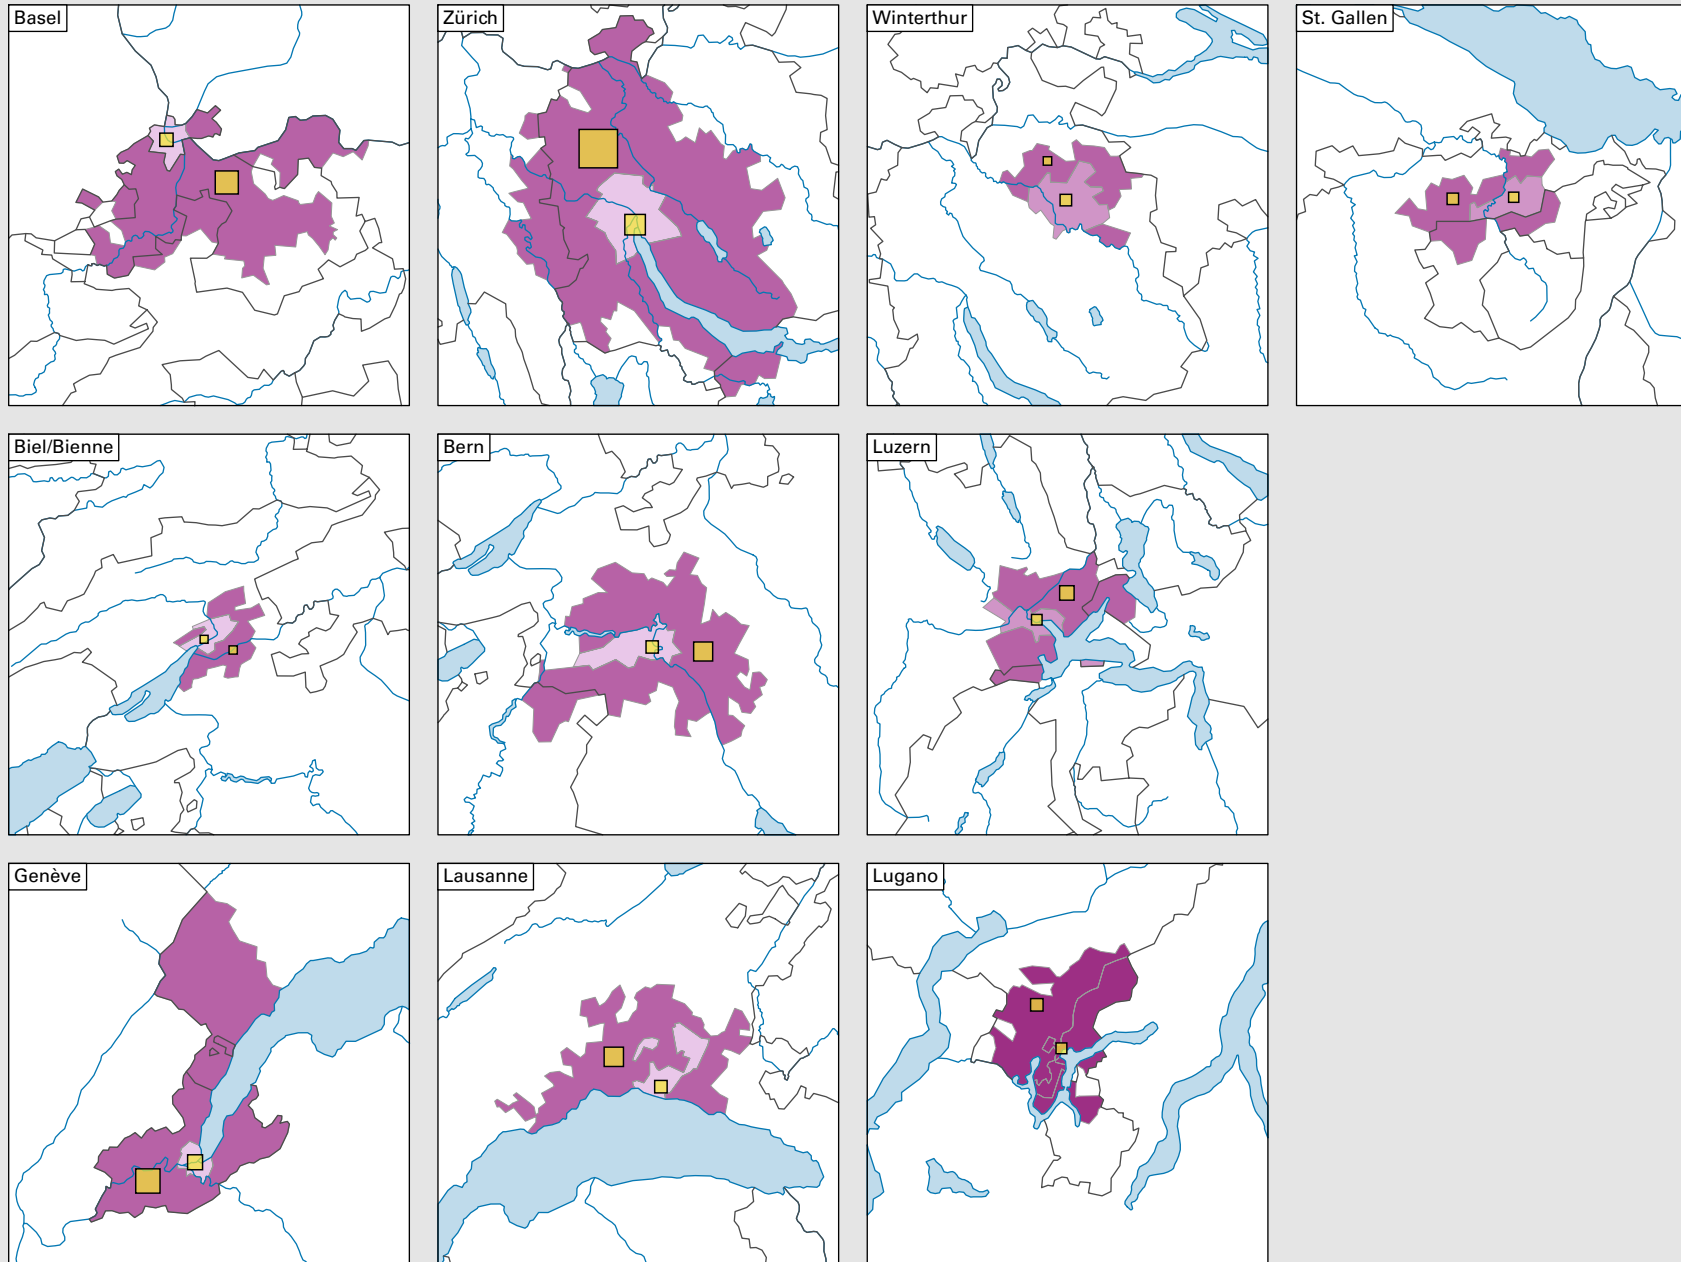 Basel
Zürich
Winterthur
St. Gallen
Biel/Bienne
Bern
Luzern
Genève
Lausanne
Lugano